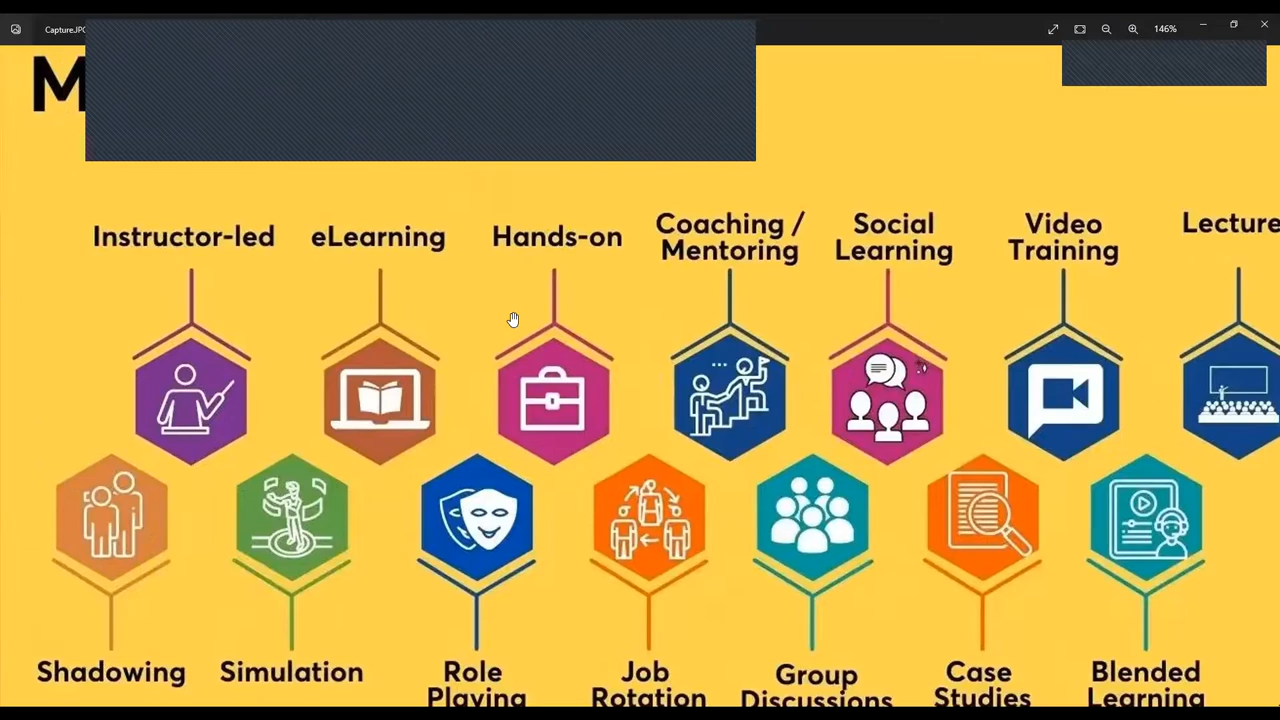 Capture.JPG
146%
M
Instructor-led
eLearning
Hands-on
Coaching /
Mentoring
Social
Learning
Video
Training
Lecture
Shadowing
Simulation
Role
Playing
Job
Rotation
Group
Discussions
Case
Studies
Blended
Learning